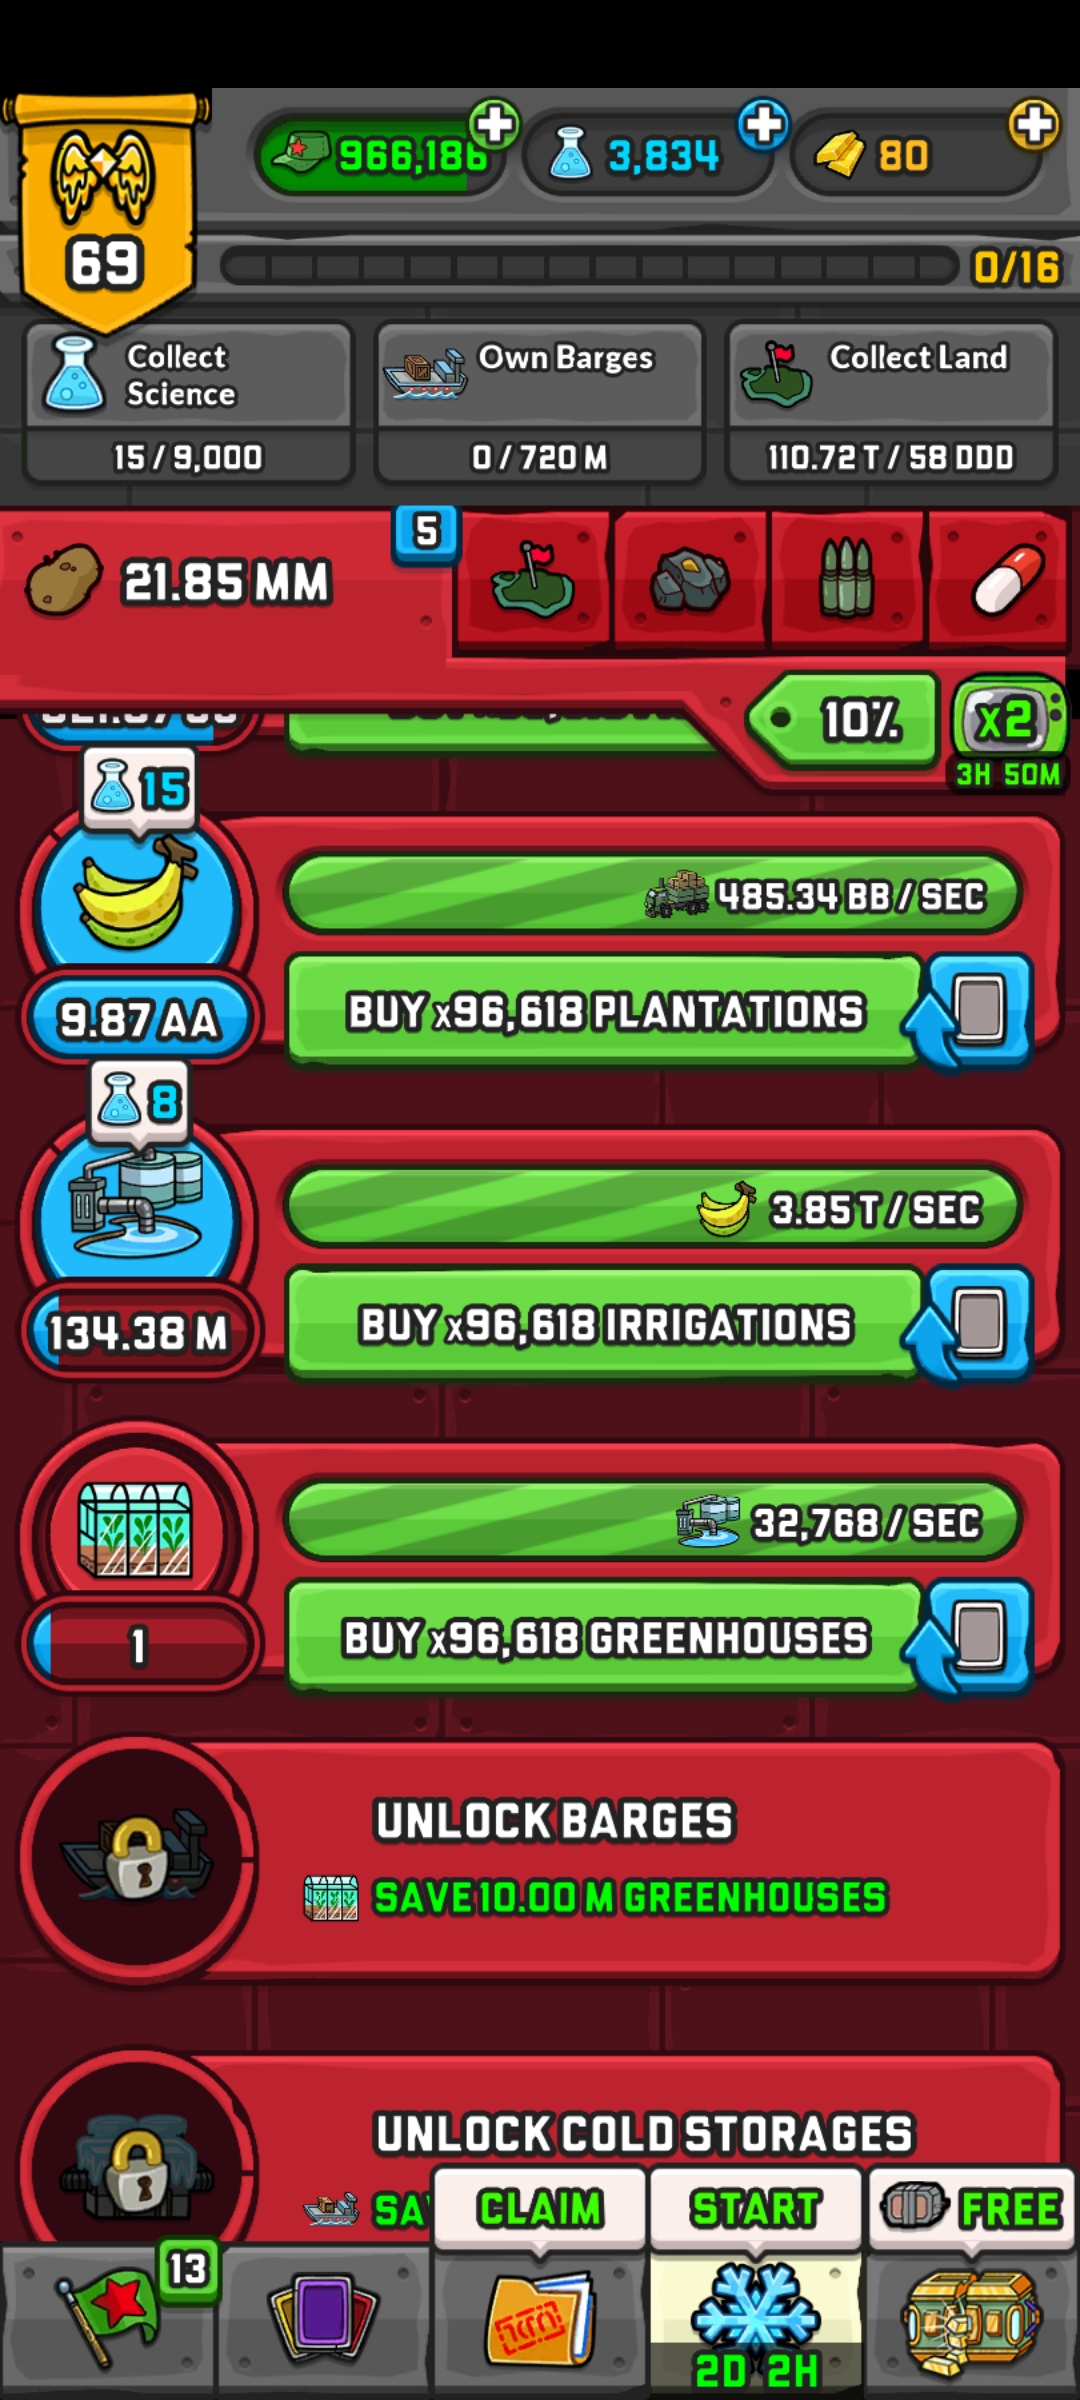 966,186
3,834
80
69
0/16
Collect
Science
15 / 9,000
Own Barges
0 / 720 M
Collect Land
110.72 T / 58 DDD
21.85 MM
5
10%
x2
3H 50M
15
485.34 BB / SEC
BUY x96,618 PLANTATIONS
9.87 AA
8
3.85 T / SEC
BUY x96,618 IRRIGATIONS
134.38 M
32,768 / SEC
BUY x96,618 GREENHOUSES
1
UNLOCK BARGES
SAVE 10.00 M GREENHOUSES
UNLOCK COLD STORAGES
CLAIM
START
FREE
13
2D 2H